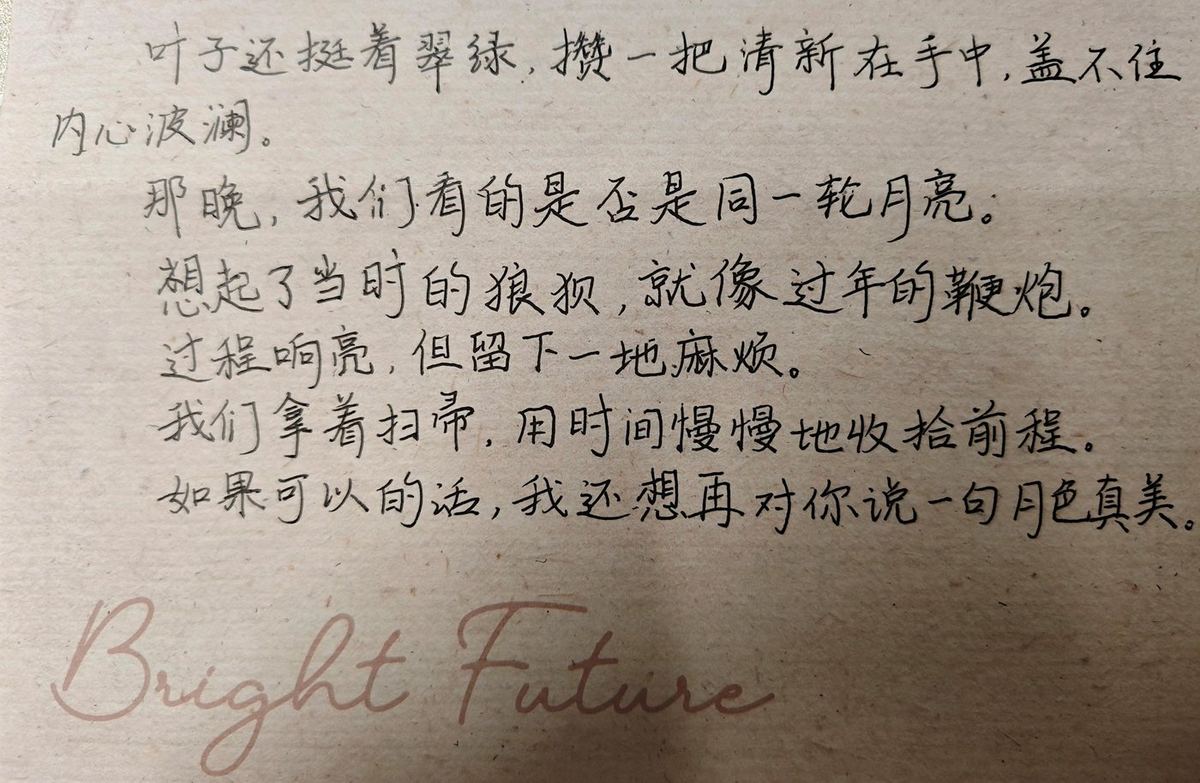 叶子还挺着翠绿，攒一把清新在手中，盖不住
内心波澜。
那晚，我们看的是否是同一轮月亮。
想起了当时的狼狈，就像过年的鞭炮。
过程响亮，但留下一地麻烦。
我们拿着扫帚，用时间慢慢地收拾前程。
如果可以的话，我还想再对你说一句月色真美。
Bright Future